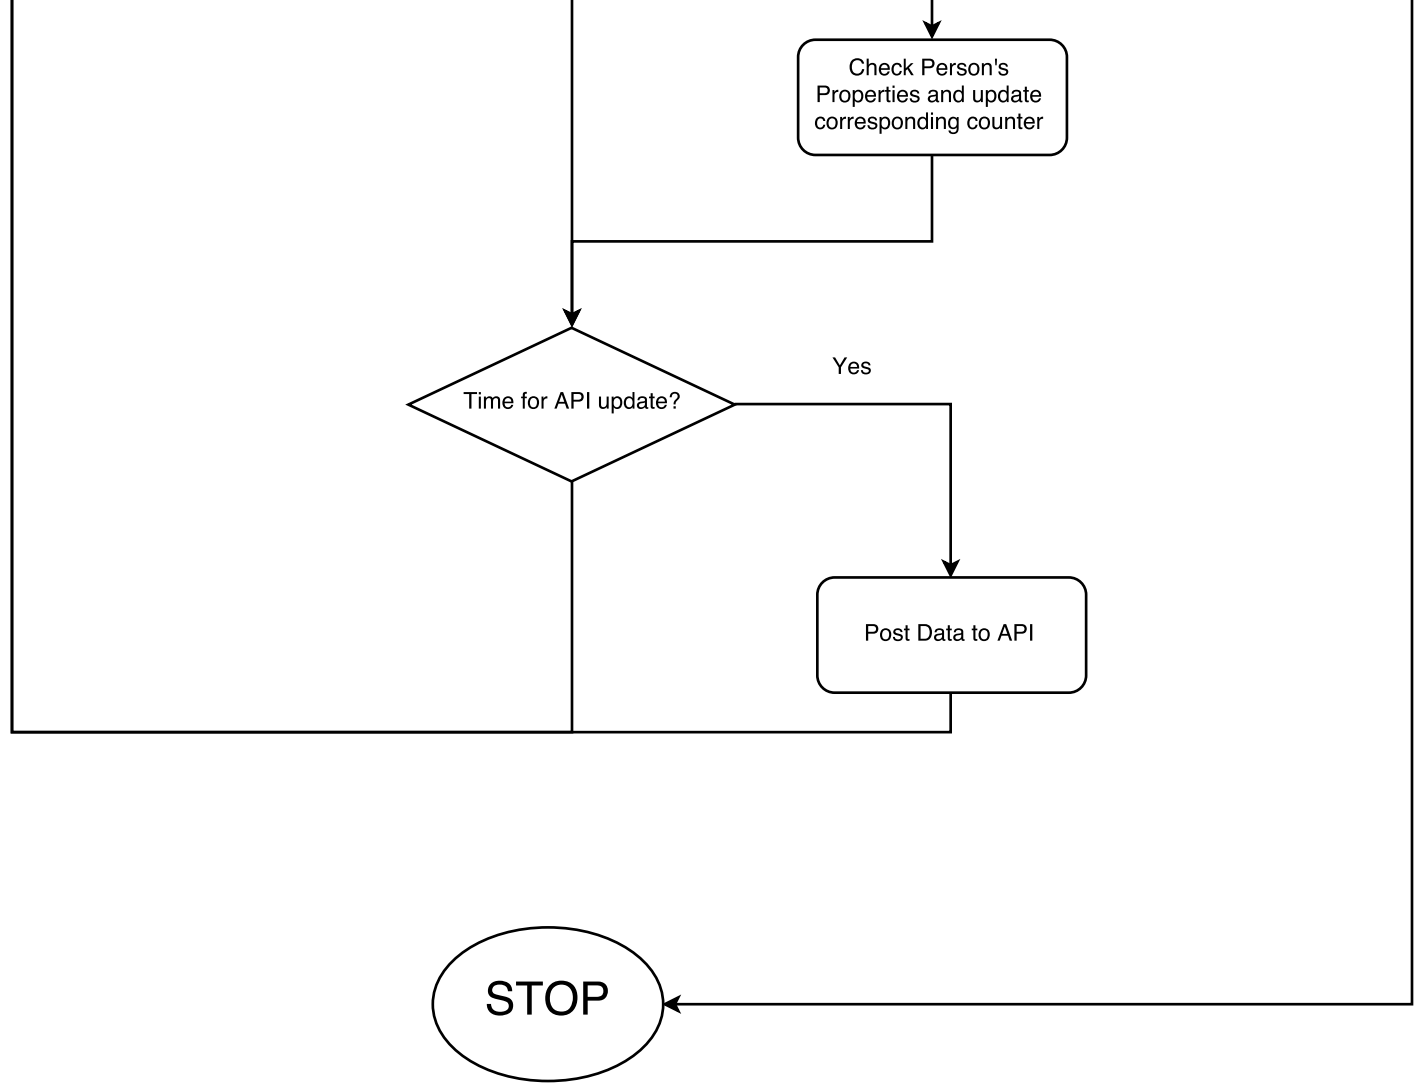 Check Person's
Properties and update
corresponding counter
Yes
Time for API update?
Post Data to API
STOP